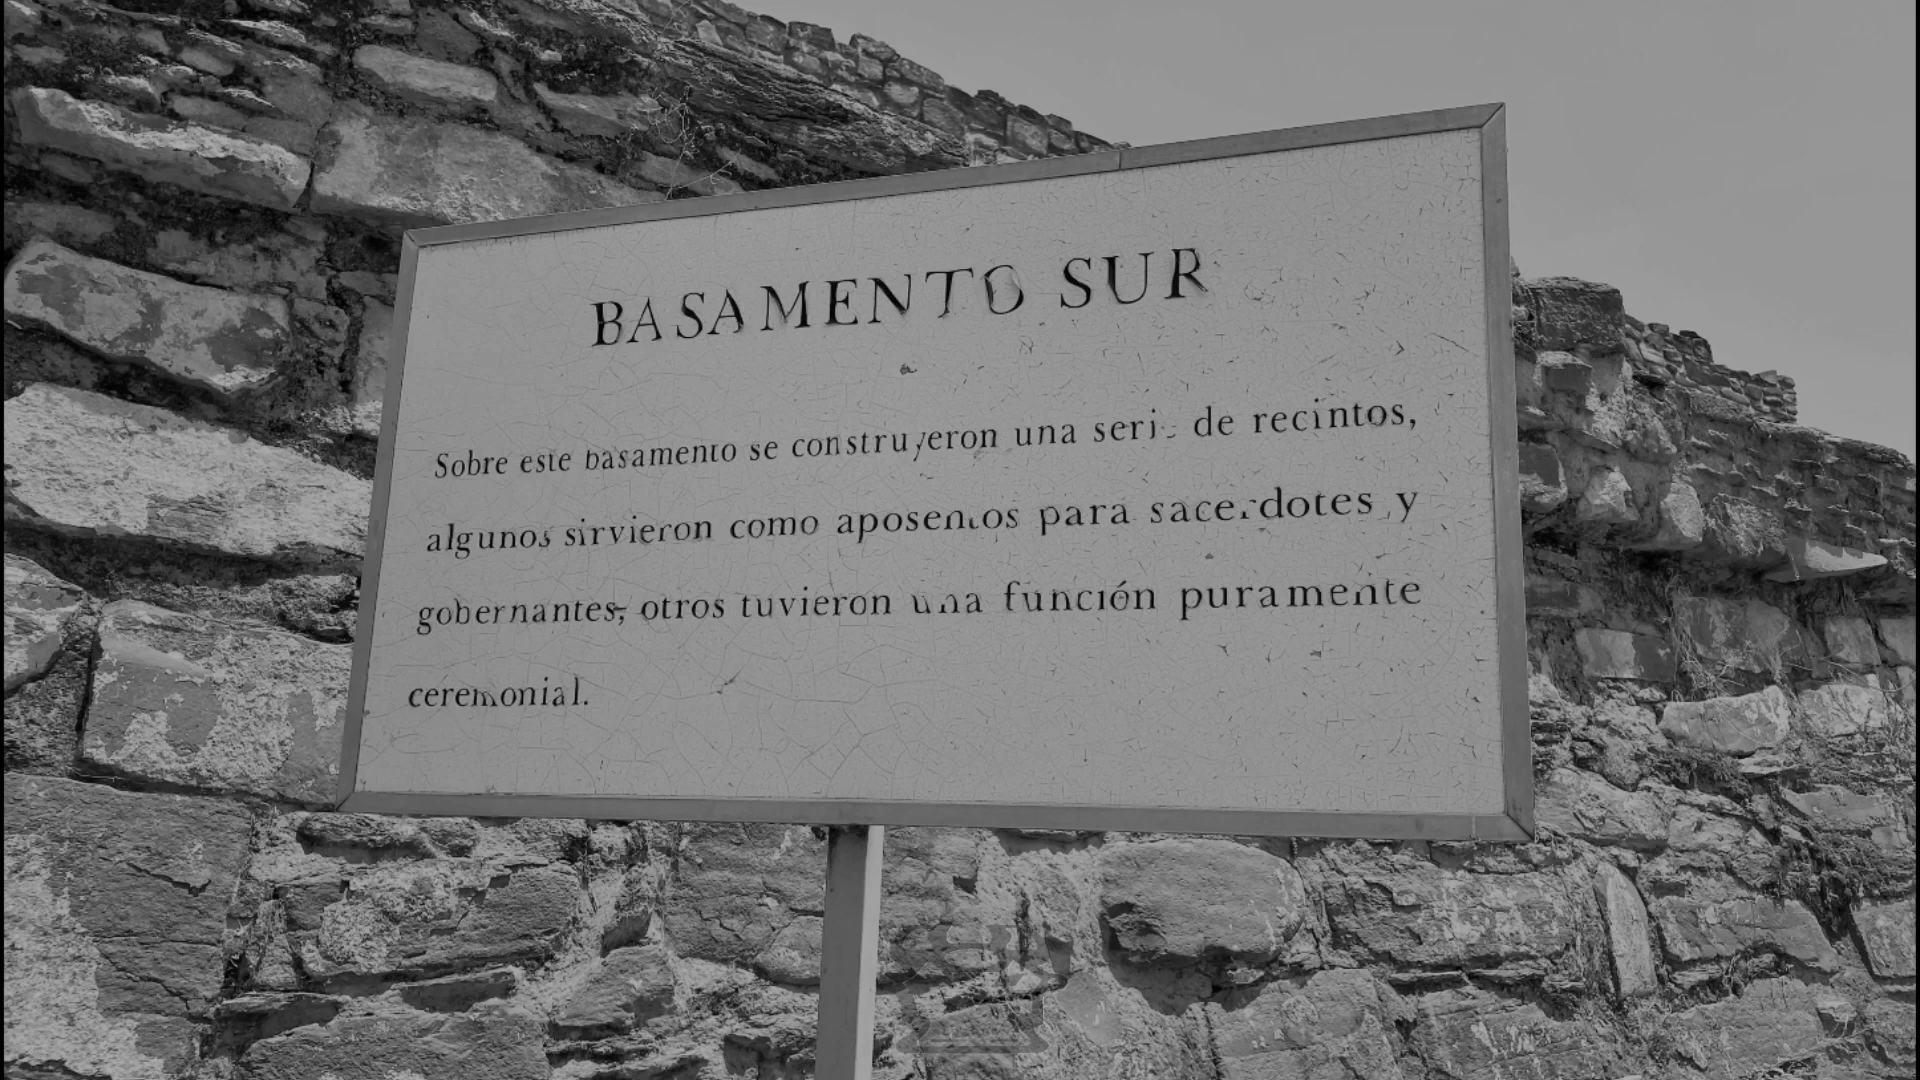 BASAMENTO SUR
Sobre este basamento se construyeron una serie de recintos,
algunos sirvieron como aposentos para sacerdotes y
gobernantes, otros tuvieron una función puramente
ceremonial.